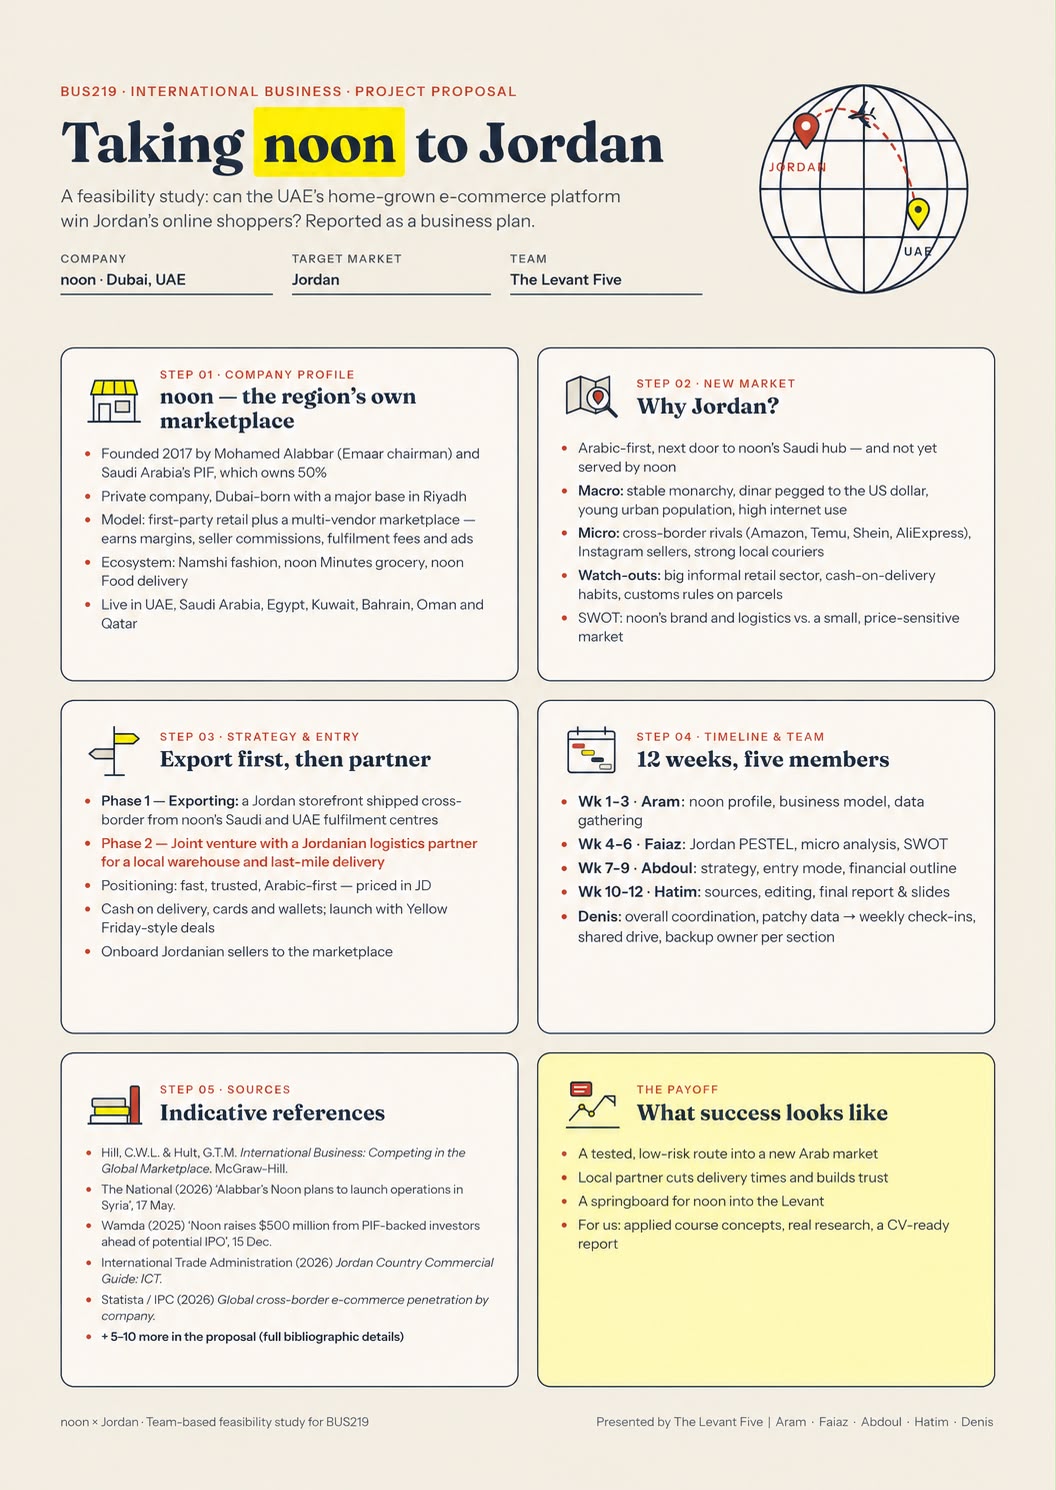 BUS219 · INTERNATIONAL BUSINESS · PROJECT PROPOSAL
Taking noon to Jordan
A feasibility study: can the UAE's home-grown e-commerce platform
win Jordan's online shoppers? Reported as a business plan.
COMPANY
noon · Dubai, UAE
TARGET MARKET
Jordan
TEAM
The Levant Five
JORDAN
UAE
STEP 01 · COMPANY PROFILE
noon — the region's own
marketplace
• Founded 2017 by Mohamed Alabbar (Emaar chairman) and
Saudi Arabia's PIF, which owns 50%
• Private company, Dubai-born with a major base in Riyadh
• Model: first-party retail plus a multi-vendor marketplace —
earns margins, seller commissions, fulfilment fees and ads
• Ecosystem: Namshi fashion, noon Minutes grocery, noon
Food delivery
• Live in UAE, Saudi Arabia, Egypt, Kuwait, Bahrain, Oman and
Qatar
STEP 02 · NEW MARKET
Why Jordan?
• Arabic-first, next door to noon's Saudi hub — and not yet
served by noon
• Macro: stable monarchy, dinar pegged to the US dollar,
young urban population, high internet use
• Micro: cross-border rivals (Amazon, Temu, Shein, AliExpress),
Instagram sellers, strong local couriers
• Watch-outs: big informal retail sector, cash-on-delivery
habits, customs rules on parcels
• SWOT: noon's brand and logistics vs. a small, price-sensitive
market
STEP 03 · STRATEGY & ENTRY
Export first, then partner
• Phase 1 — Exporting: a Jordan storefront shipped cross-
border from noon's Saudi and UAE fulfilment centres
• Phase 2 — Joint venture with a Jordanian logistics partner
for a local warehouse and last-mile delivery
• Positioning: fast, trusted, Arabic-first — priced in JD
• Cash on delivery, cards and wallets; launch with Yellow
Friday-style deals
• Onboard Jordanian sellers to the marketplace
STEP 04 · TIMELINE & TEAM
12 weeks, five members
• Wk 1–3 · Aram: noon profile, business model, data
gathering
• Wk 4–6 · Faiaz: Jordan PESTEL, micro analysis, SWOT
• Wk 7–9 · Abdoul: strategy, entry mode, financial outline
• Wk 10–12 · Hatim: sources, editing, final report & slides
• Denis: overall coordination, patchy data → weekly check-ins,
shared drive, backup owner per section
STEP 05 · SOURCES
Indicative references
• Hill, C.W.L. & Hult, G.T.M. International Business: Competing in the
Global Marketplace. McGraw-Hill.
• The National (2026) 'Alabbar's Noon plans to launch operations in
Syria', 17 May.
• Wamda (2025) 'Noon raises $500 million from PIF-backed investors
ahead of potential IPO', 15 Dec.
• International Trade Administration (2026) Jordan Country Commercial
Guide: ICT.
• Statista / IPC (2026) Global cross-border e-commerce penetration by
company.
• + 5–10 more in the proposal (full bibliographic details)
THE PAYOFF
What success looks like
• A tested, low-risk route into a new Arab market
• Local partner cuts delivery times and builds trust
• A springboard for noon into the Levant
• For us: applied course concepts, real research, a CV-ready
report
noon × Jordan · Team-based feasibility study for BUS219
Presented by The Levant Five | Aram · Faiaz · Abdoul · Hatim · Denis